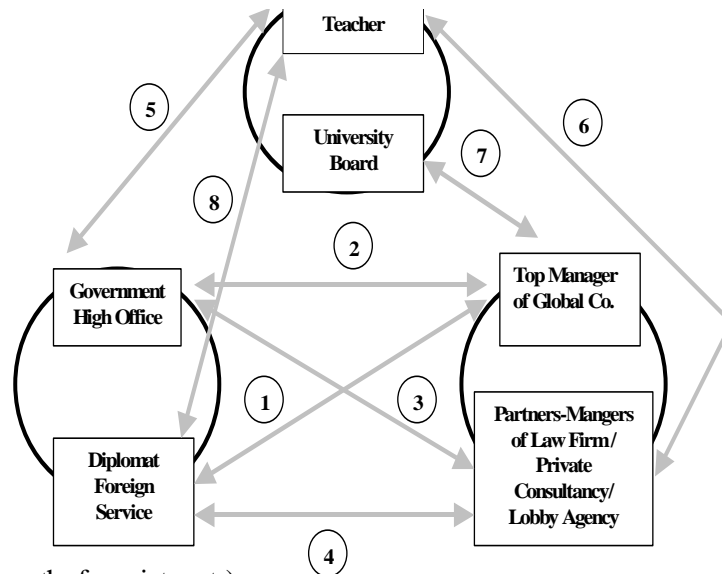 Teacher
5
6
University
Board
7
8
2
Government
High Office
Top Manager
of Global Co.
1
3
Partners-Mangers
of Law Firm /
Private
Consultancy/
Lobby Agency
Diplomat
Foreign
Service
4